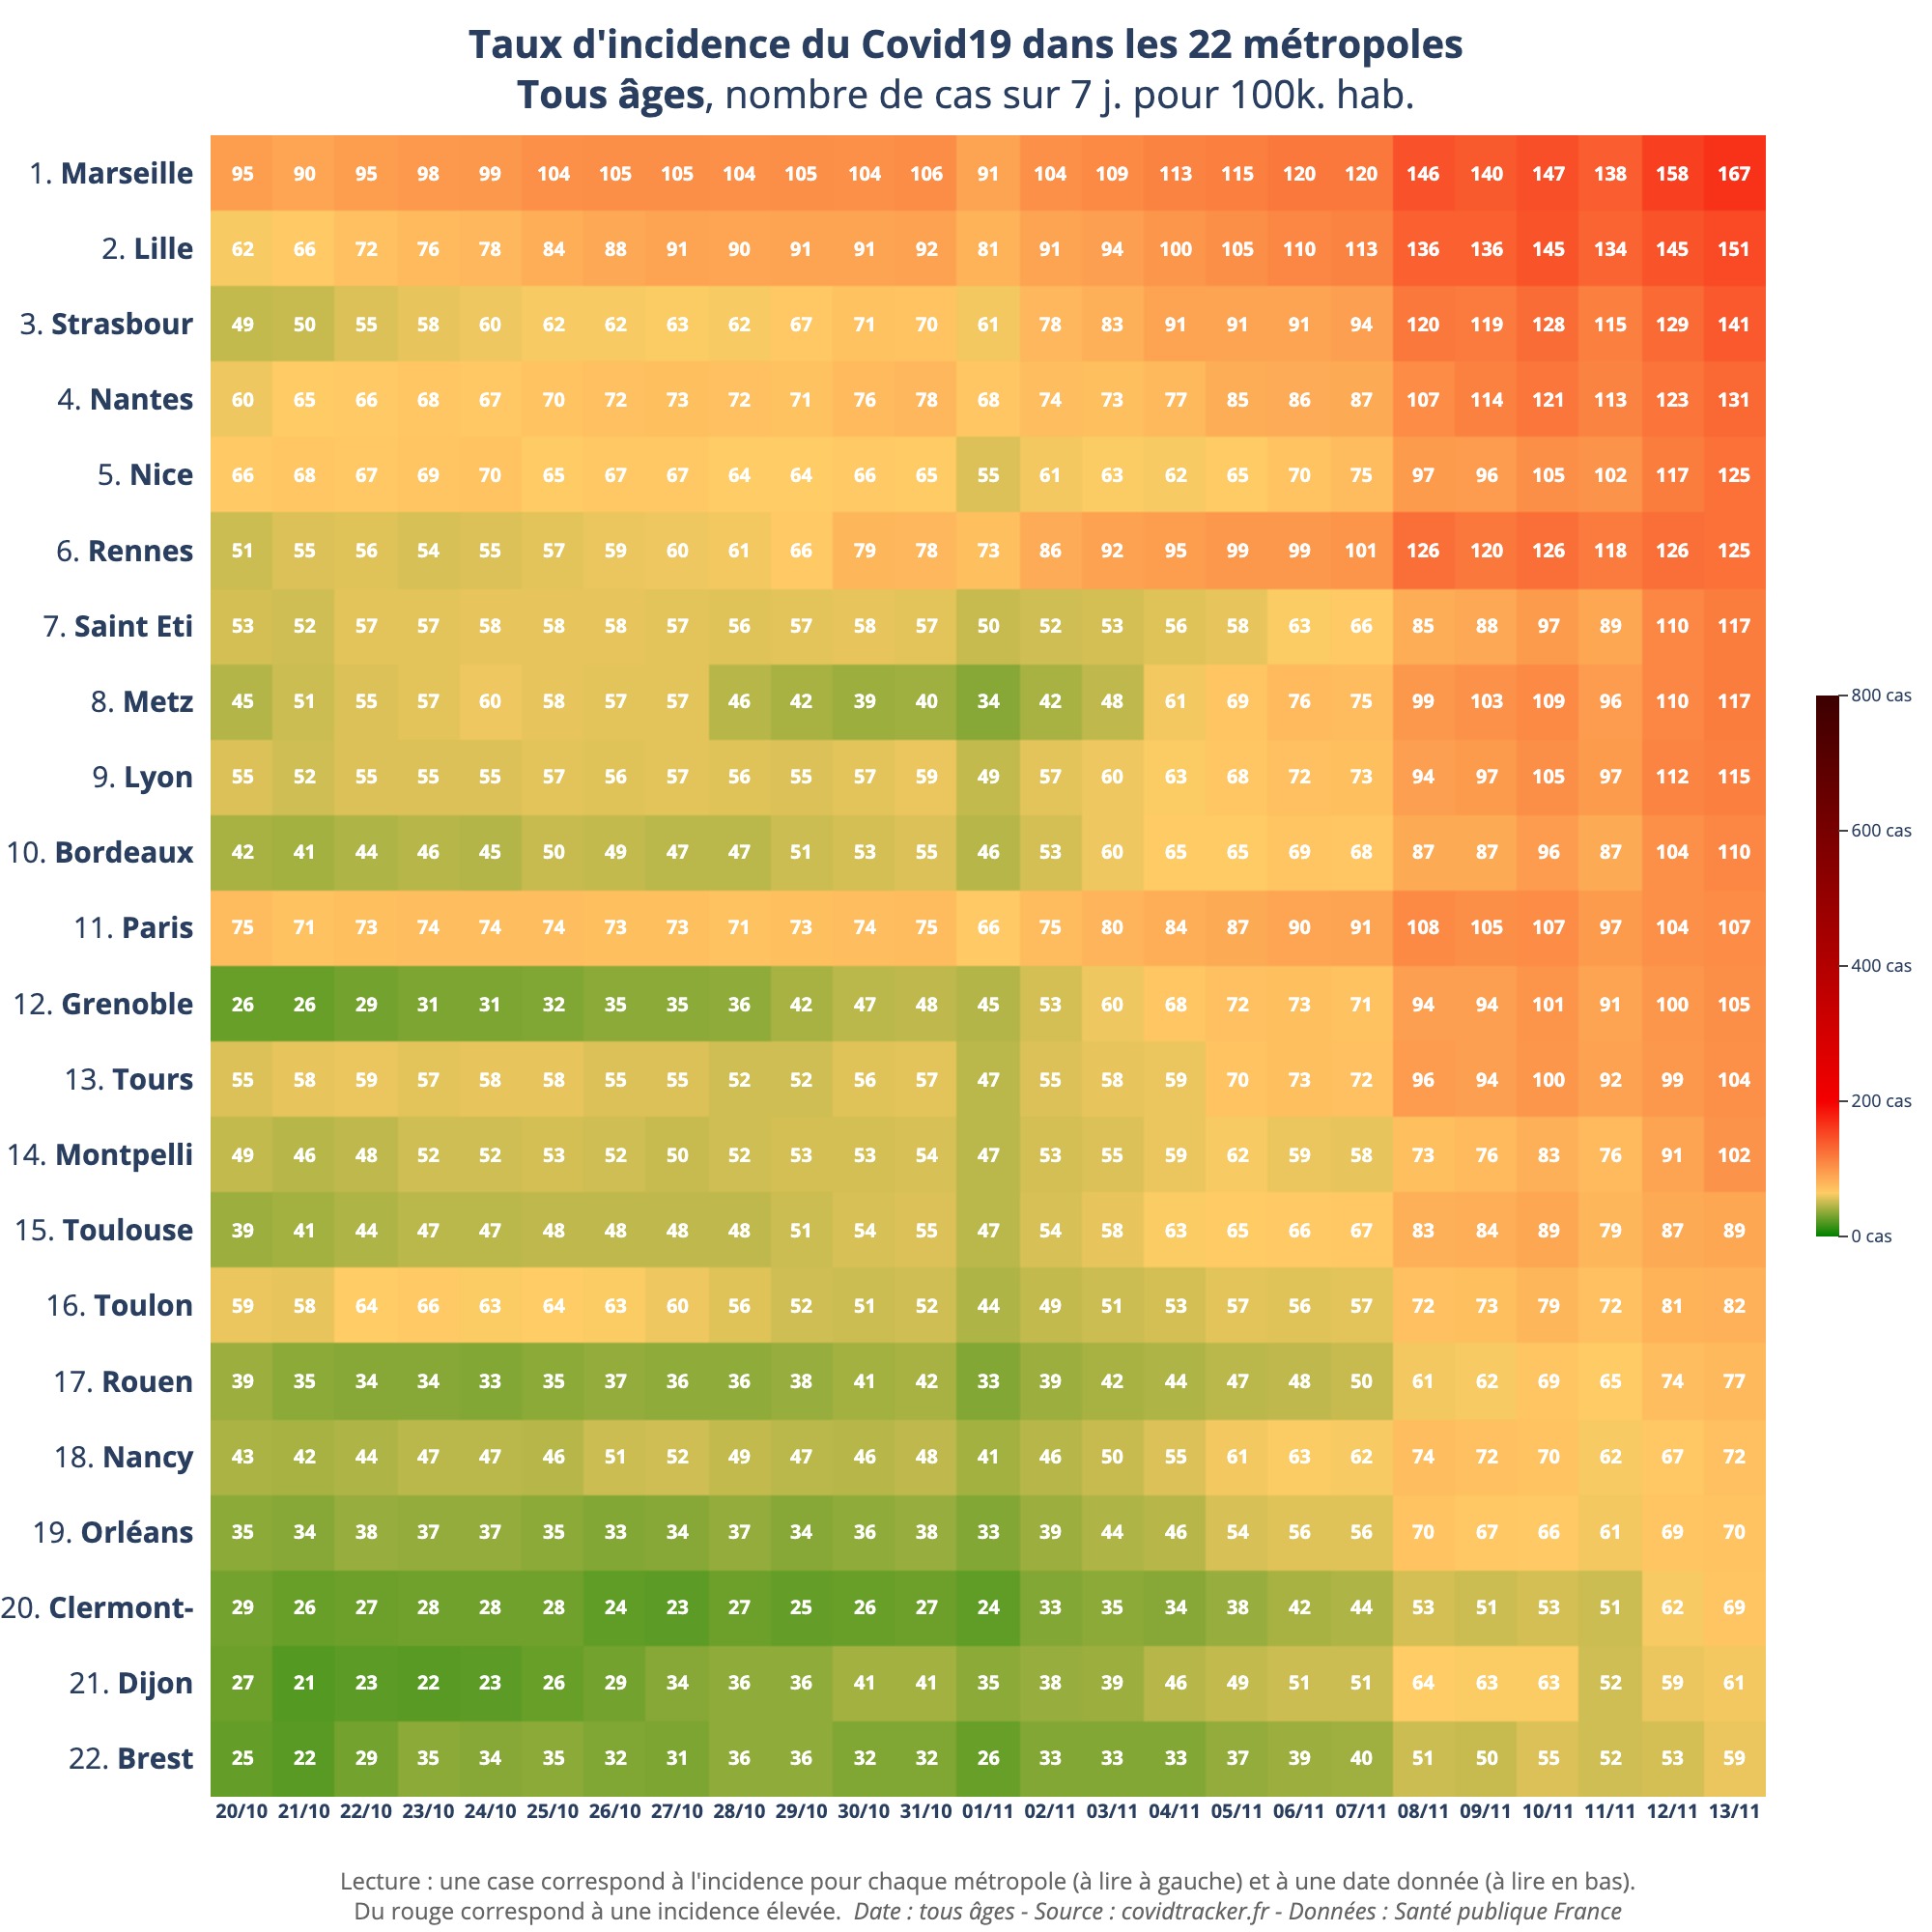 Taux d'incidence du Covid19 dans les 22 métropoles
Tous âges, nombre de cas sur 7 j. pour 100k. hab.
1. Marseille 95 90 95 98 99 104 105 105 104 105 104 106 91 104 109 113 115 120 120 146 140 147 138 158 167
2. Lille 62 66 72 76 78 84 88 91 90 91 91 92 81 91 94 100 105 110 113 136 136 145 134 145 151
3. Strasbour 49 50 55 58 60 62 62 63 62 67 71 70 61 78 83 91 91 91 94 120 119 128 115 129 141
4. Nantes 60 65 66 68 67 70 72 73 72 71 76 78 68 74 73 77 85 86 87 107 114 121 113 123 131
5. Nice 66 68 67 69 70 65 67 67 64 64 66 65 55 61 63 62 65 70 75 97 96 105 102 117 125
6. Rennes 51 55 56 54 55 57 59 60 61 66 79 78 73 86 92 95 99 99 101 126 120 126 118 126 125
7. Saint Eti 53 52 57 57 58 58 58 57 56 57 58 57 50 52 53 56 58 63 66 85 88 97 89 110 117
8. Metz 45 51 55 57 60 58 57 57 46 42 39 40 34 42 48 61 69 76 75 99 103 109 96 110 117
800 cas
9. Lyon 55 52 55 55 55 57 56 57 56 55 57 59 49 57 60 63 68 72 73 94 97 105 97 112 115
600 cas
10. Bordeaux 42 41 44 46 45 50 49 47 47 51 53 55 46 53 60 65 65 69 68 87 87 96 87 104 110
11. Paris 75 71 73 74 74 74 73 73 71 73 74 75 66 75 80 84 87 90 91 108 105 107 97 104 107
400 cas
12. Grenoble 26 26 29 31 31 32 35 35 36 42 47 48 45 53 60 68 72 73 71 94 94 101 91 100 105
13. Tours 55 58 59 57 58 58 55 55 52 52 56 57 47 55 58 59 70 73 72 96 94 100 92 99 104
200 cas
14. Montpelli 49 46 48 52 52 53 52 50 52 53 53 54 47 53 55 59 62 59 58 73 76 83 76 91 102
15. Toulouse 39 41 44 47 47 48 48 48 48 51 54 55 47 54 58 63 65 66 67 83 84 89 79 87 89
0 cas
16. Toulon 59 58 64 66 63 64 63 60 56 52 51 52 44 49 51 53 57 56 57 72 73 79 72 81 82
17. Rouen 39 35 34 34 33 35 37 36 36 38 41 42 33 39 42 44 47 48 50 61 62 69 65 74 77
18. Nancy 43 42 44 47 47 46 51 52 49 47 46 48 41 46 50 55 61 63 62 74 72 70 62 67 72
19. Orléans 35 34 38 37 37 35 33 34 37 34 36 38 33 39 44 46 54 56 56 70 67 66 61 69 70
20. Clermont- 29 26 27 28 28 28 24 23 27 25 26 27 24 33 35 34 38 42 44 53 51 53 51 62 69
21. Dijon 27 21 23 22 23 26 29 34 36 36 41 41 35 38 39 46 49 51 51 64 63 63 52 59 61
22. Brest 25 22 29 35 34 35 32 31 36 36 32 32 26 33 33 33 37 39 40 51 50 55 52 53 59
20/10 21/10 22/10 23/10 24/10 25/10 26/10 27/10 28/10 29/10 30/10 31/10 01/11 02/11 03/11 04/11 05/11 06/11 07/11 08/11 09/11 10/11 11/11 12/11 13/11
Lecture : une case correspond à l'incidence pour chaque métropole (à lire à gauche) et à une date donnée (à lire en bas).
Du rouge correspond à une incidence élevée. Date : tous âges - Source : covidtracker.fr - Données : Santé publique France